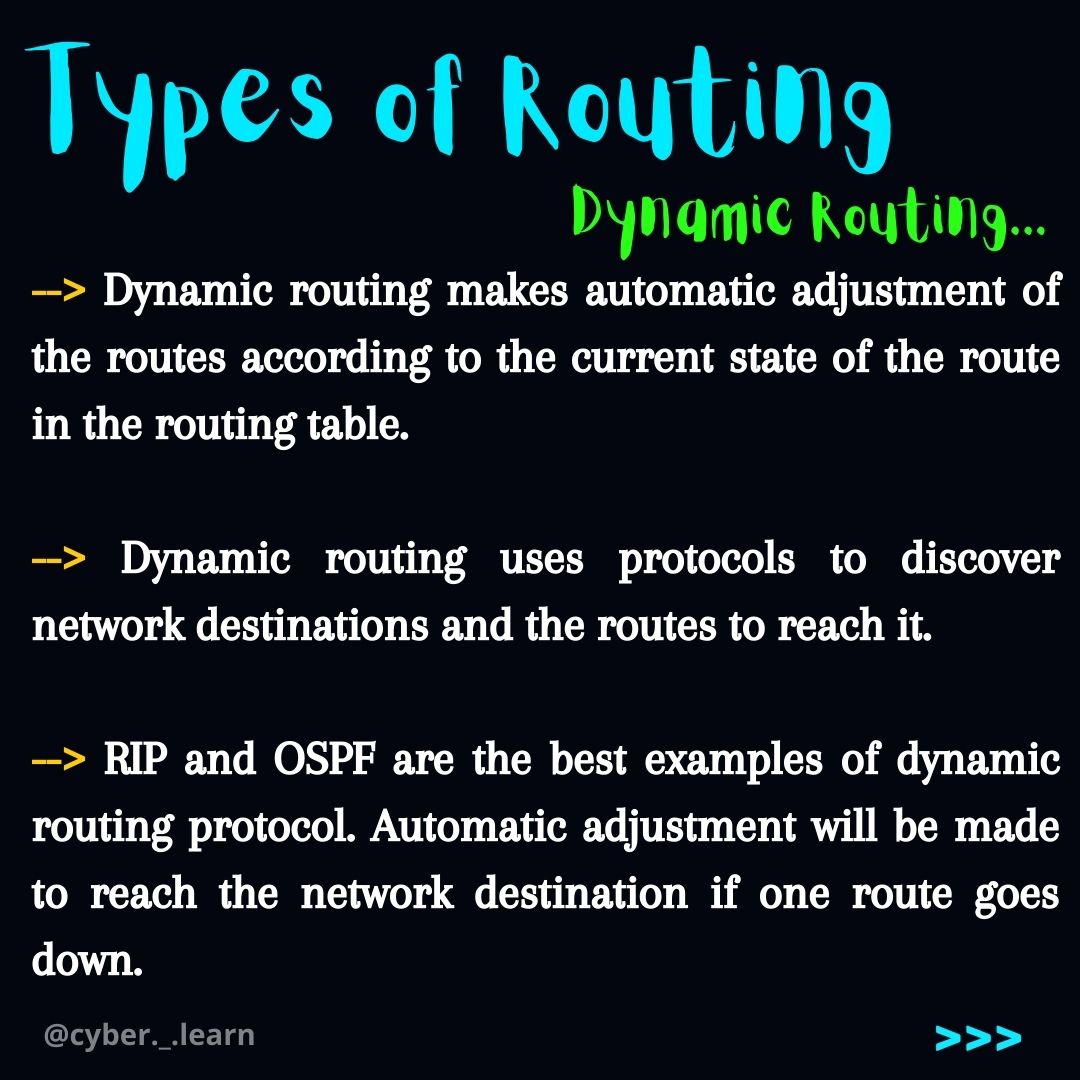 Types of Routing
Dynamic Routing...
--> Dynamic routing makes automatic adjustment of
the routes according to the current state of the route
in the routing table.
--> Dynamic routing uses protocols to discover
network destinations and the routes to reach it.
--> RIP and OSPF are the best examples of dynamic
routing protocol. Automatic adjustment will be made
to reach the network destination if one route goes
down.
@cyber._.learn
>>>